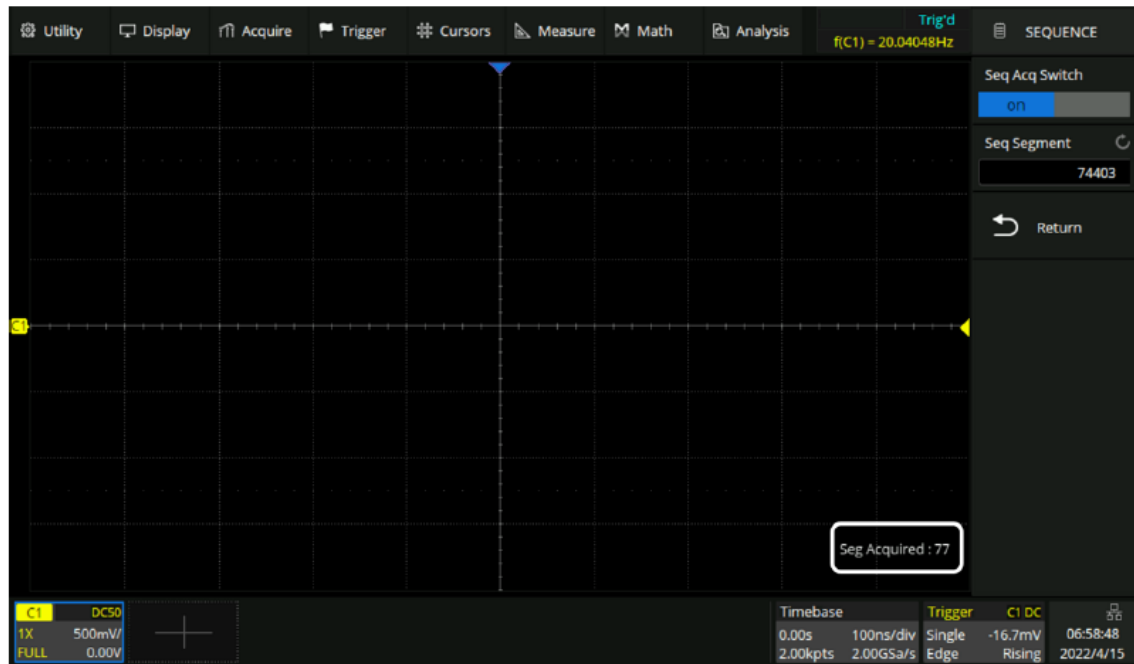 Utility Display Acquire Trigger Cursors Measure Math Analysis
Trig'd
f(C1) = 20.04048Hz
SEQUENCE
Seq Acq Switch
on
Seq Segment
74403
Return
C1
Seg Acquired : 77
C1 DC50
1X 500mV/
FULL 0.00V
Timebase
0.00s 100ns/div
2.00kpts 2.00GSa/s
Trigger C1 DC
Single -16.7mV
Edge Rising
06:58:48
2022/4/15